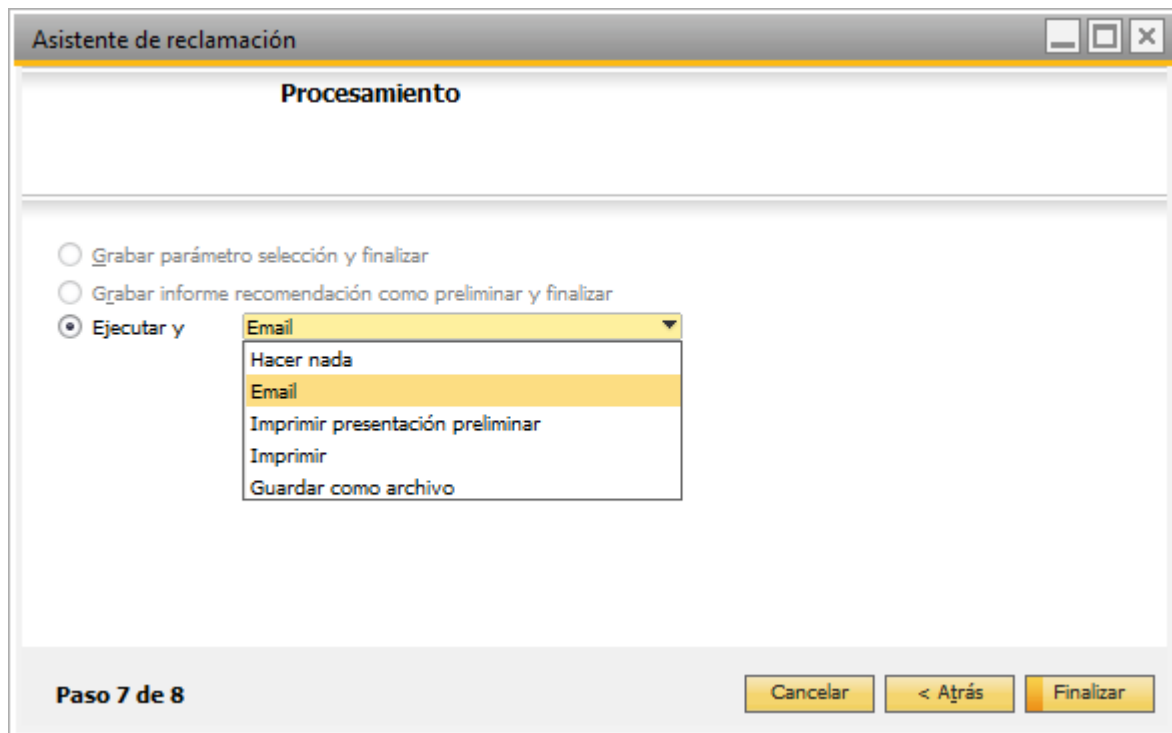 Asistente de reclamación
Procesamiento
Grabar parámetro selección y finalizar
Grabar informe recomendación como preliminar y finalizar
Ejecutar y Email
Hacer nada
Email
Imprimir presentación preliminar
Imprimir
Guardar como archivo
Paso 7 de 8 Cancelar < Atrás Finalizar